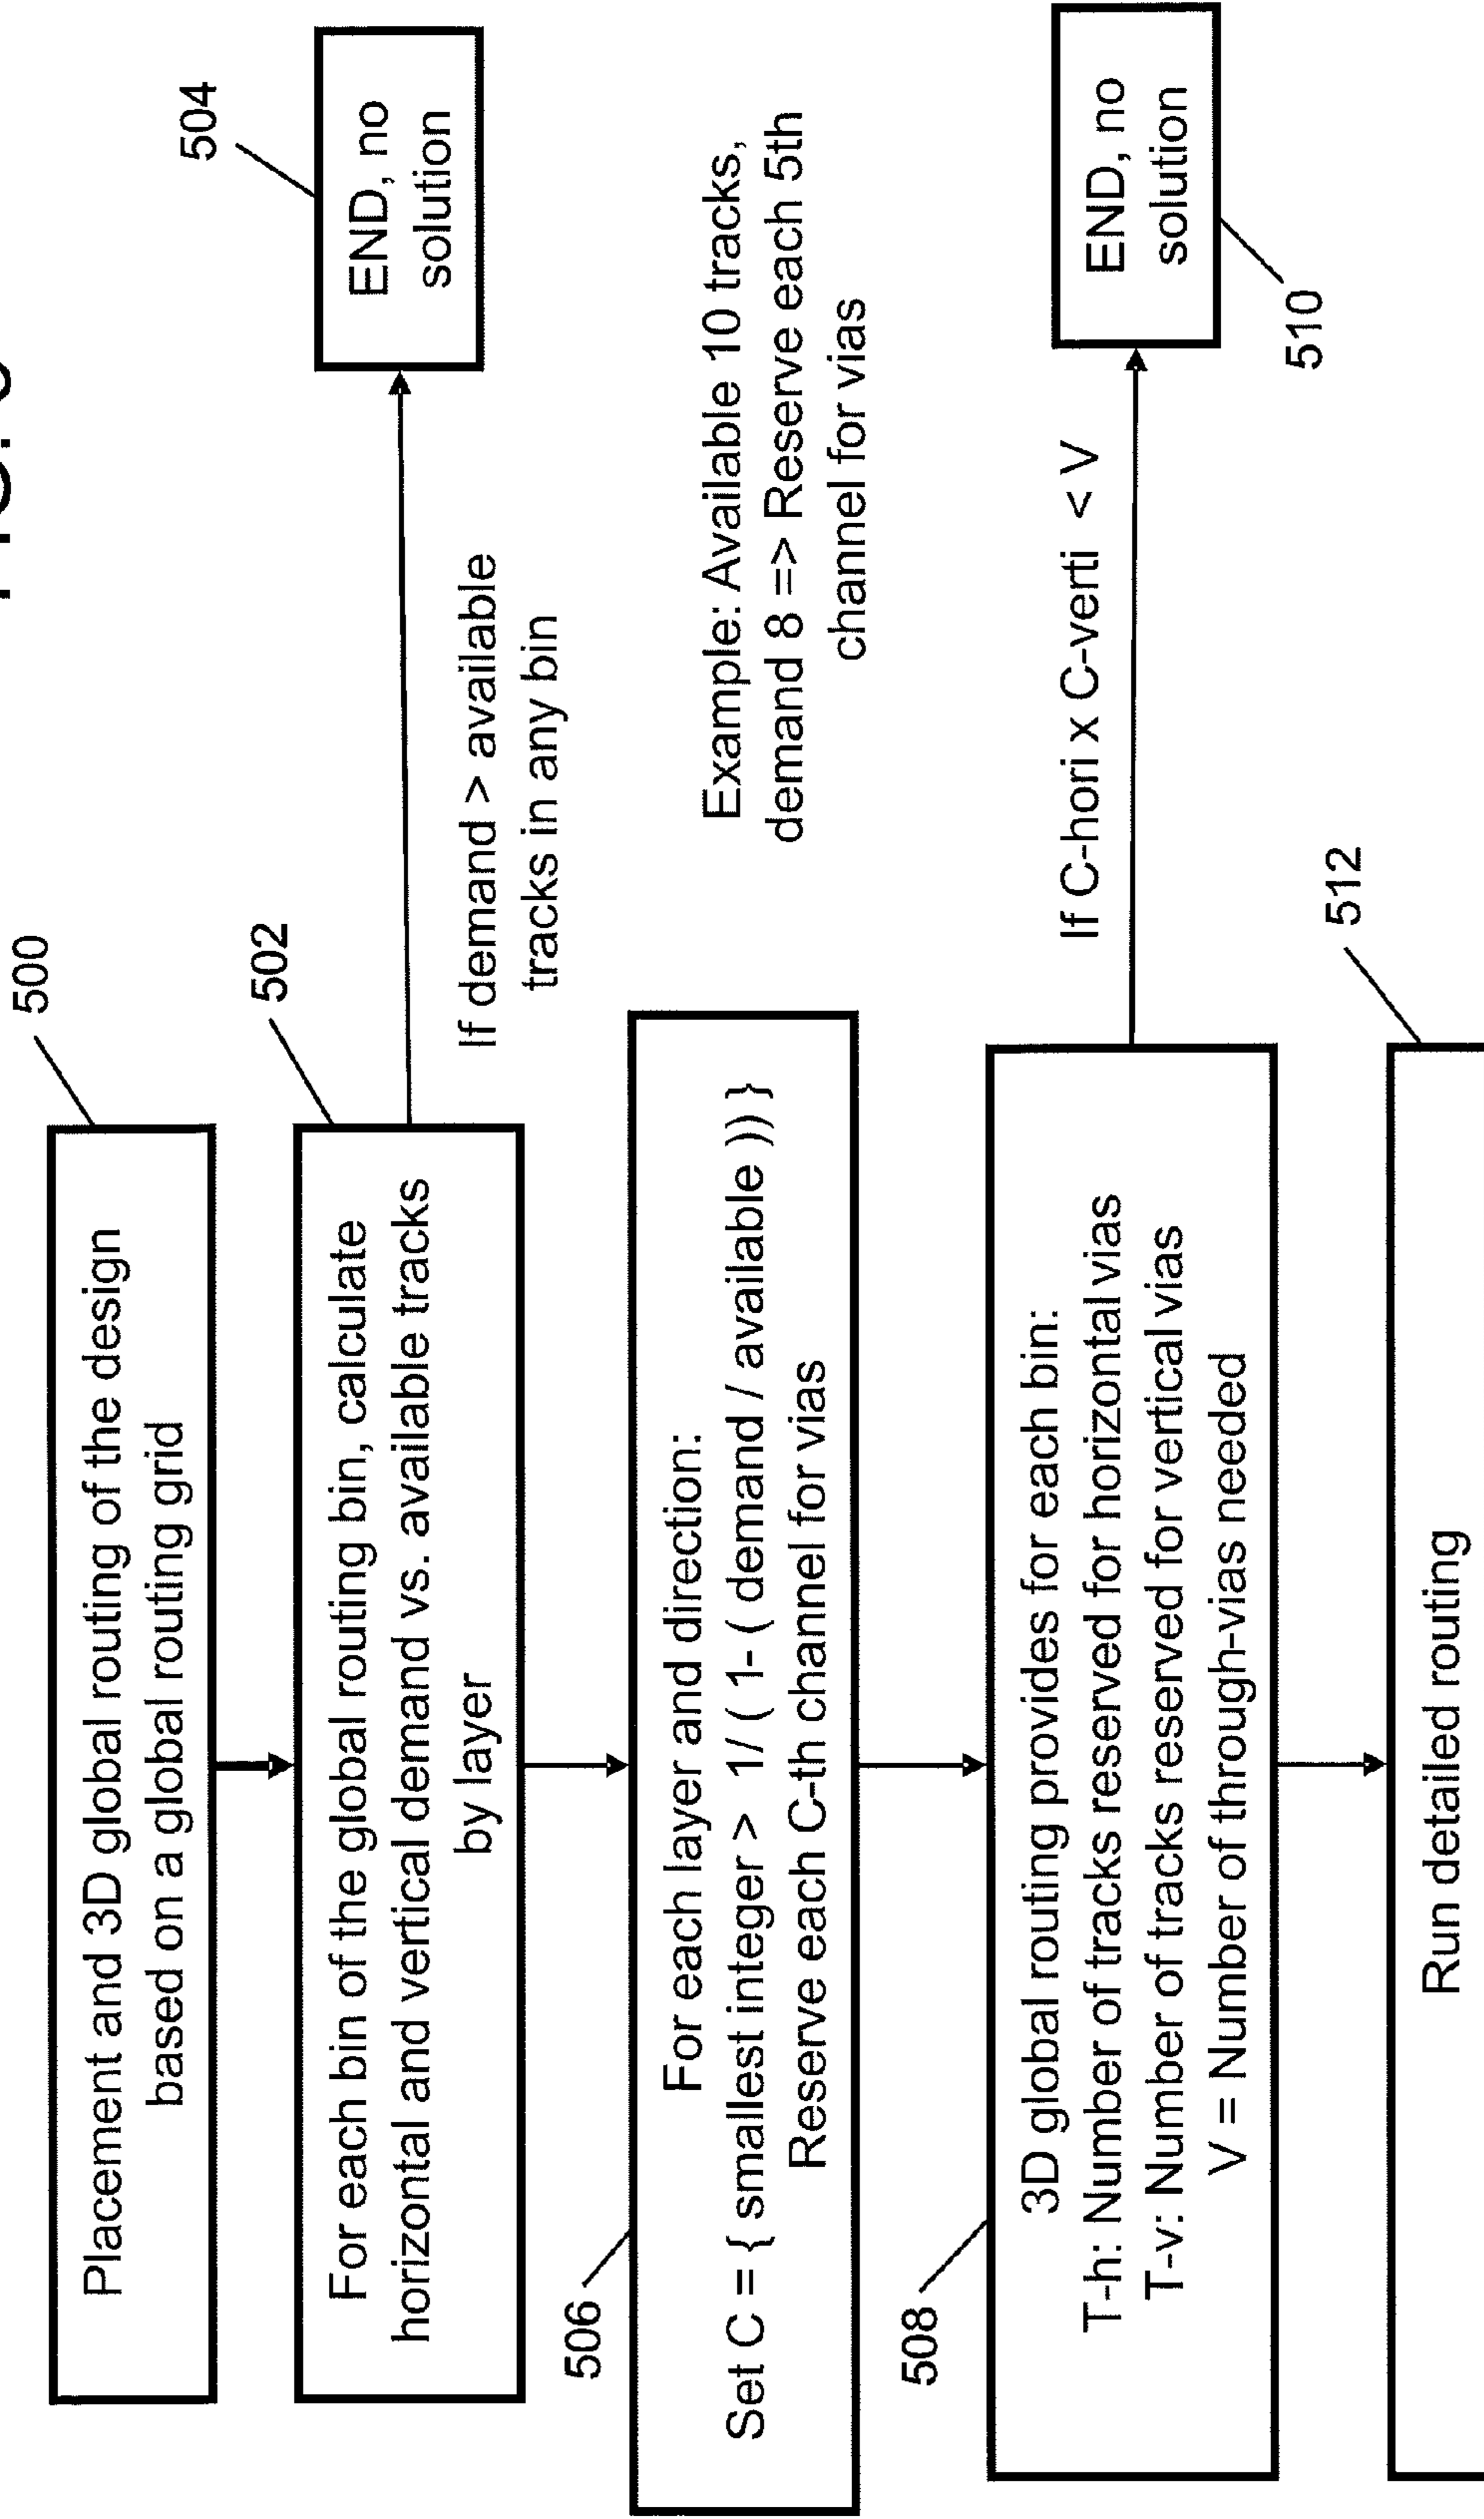 500
Placement and 3D global routing of the design
based on a global routing grid
502
For each bin of the global routing bin, calculate
horizontal and vertical demand vs. available tracks
by layer
If demand > available
tracks in any bin
504
END, no
solution
506
For each layer and direction:
Set C = { smallest integer > 1/ ( 1- ( demand / available )) }
Reserve each C-th channel for vias
Example: Available 10 tracks,
demand 8 => Reserve each 5th
channel for vias
508
3D global routing provides for each bin:
T-h: Number of tracks reserved for horizontal vias
T-v: Number of tracks reserved for vertical vias
V = Number of through-vias needed
If C-hori x C-verti < V
END, no
solution
510
512
Run detailed routing